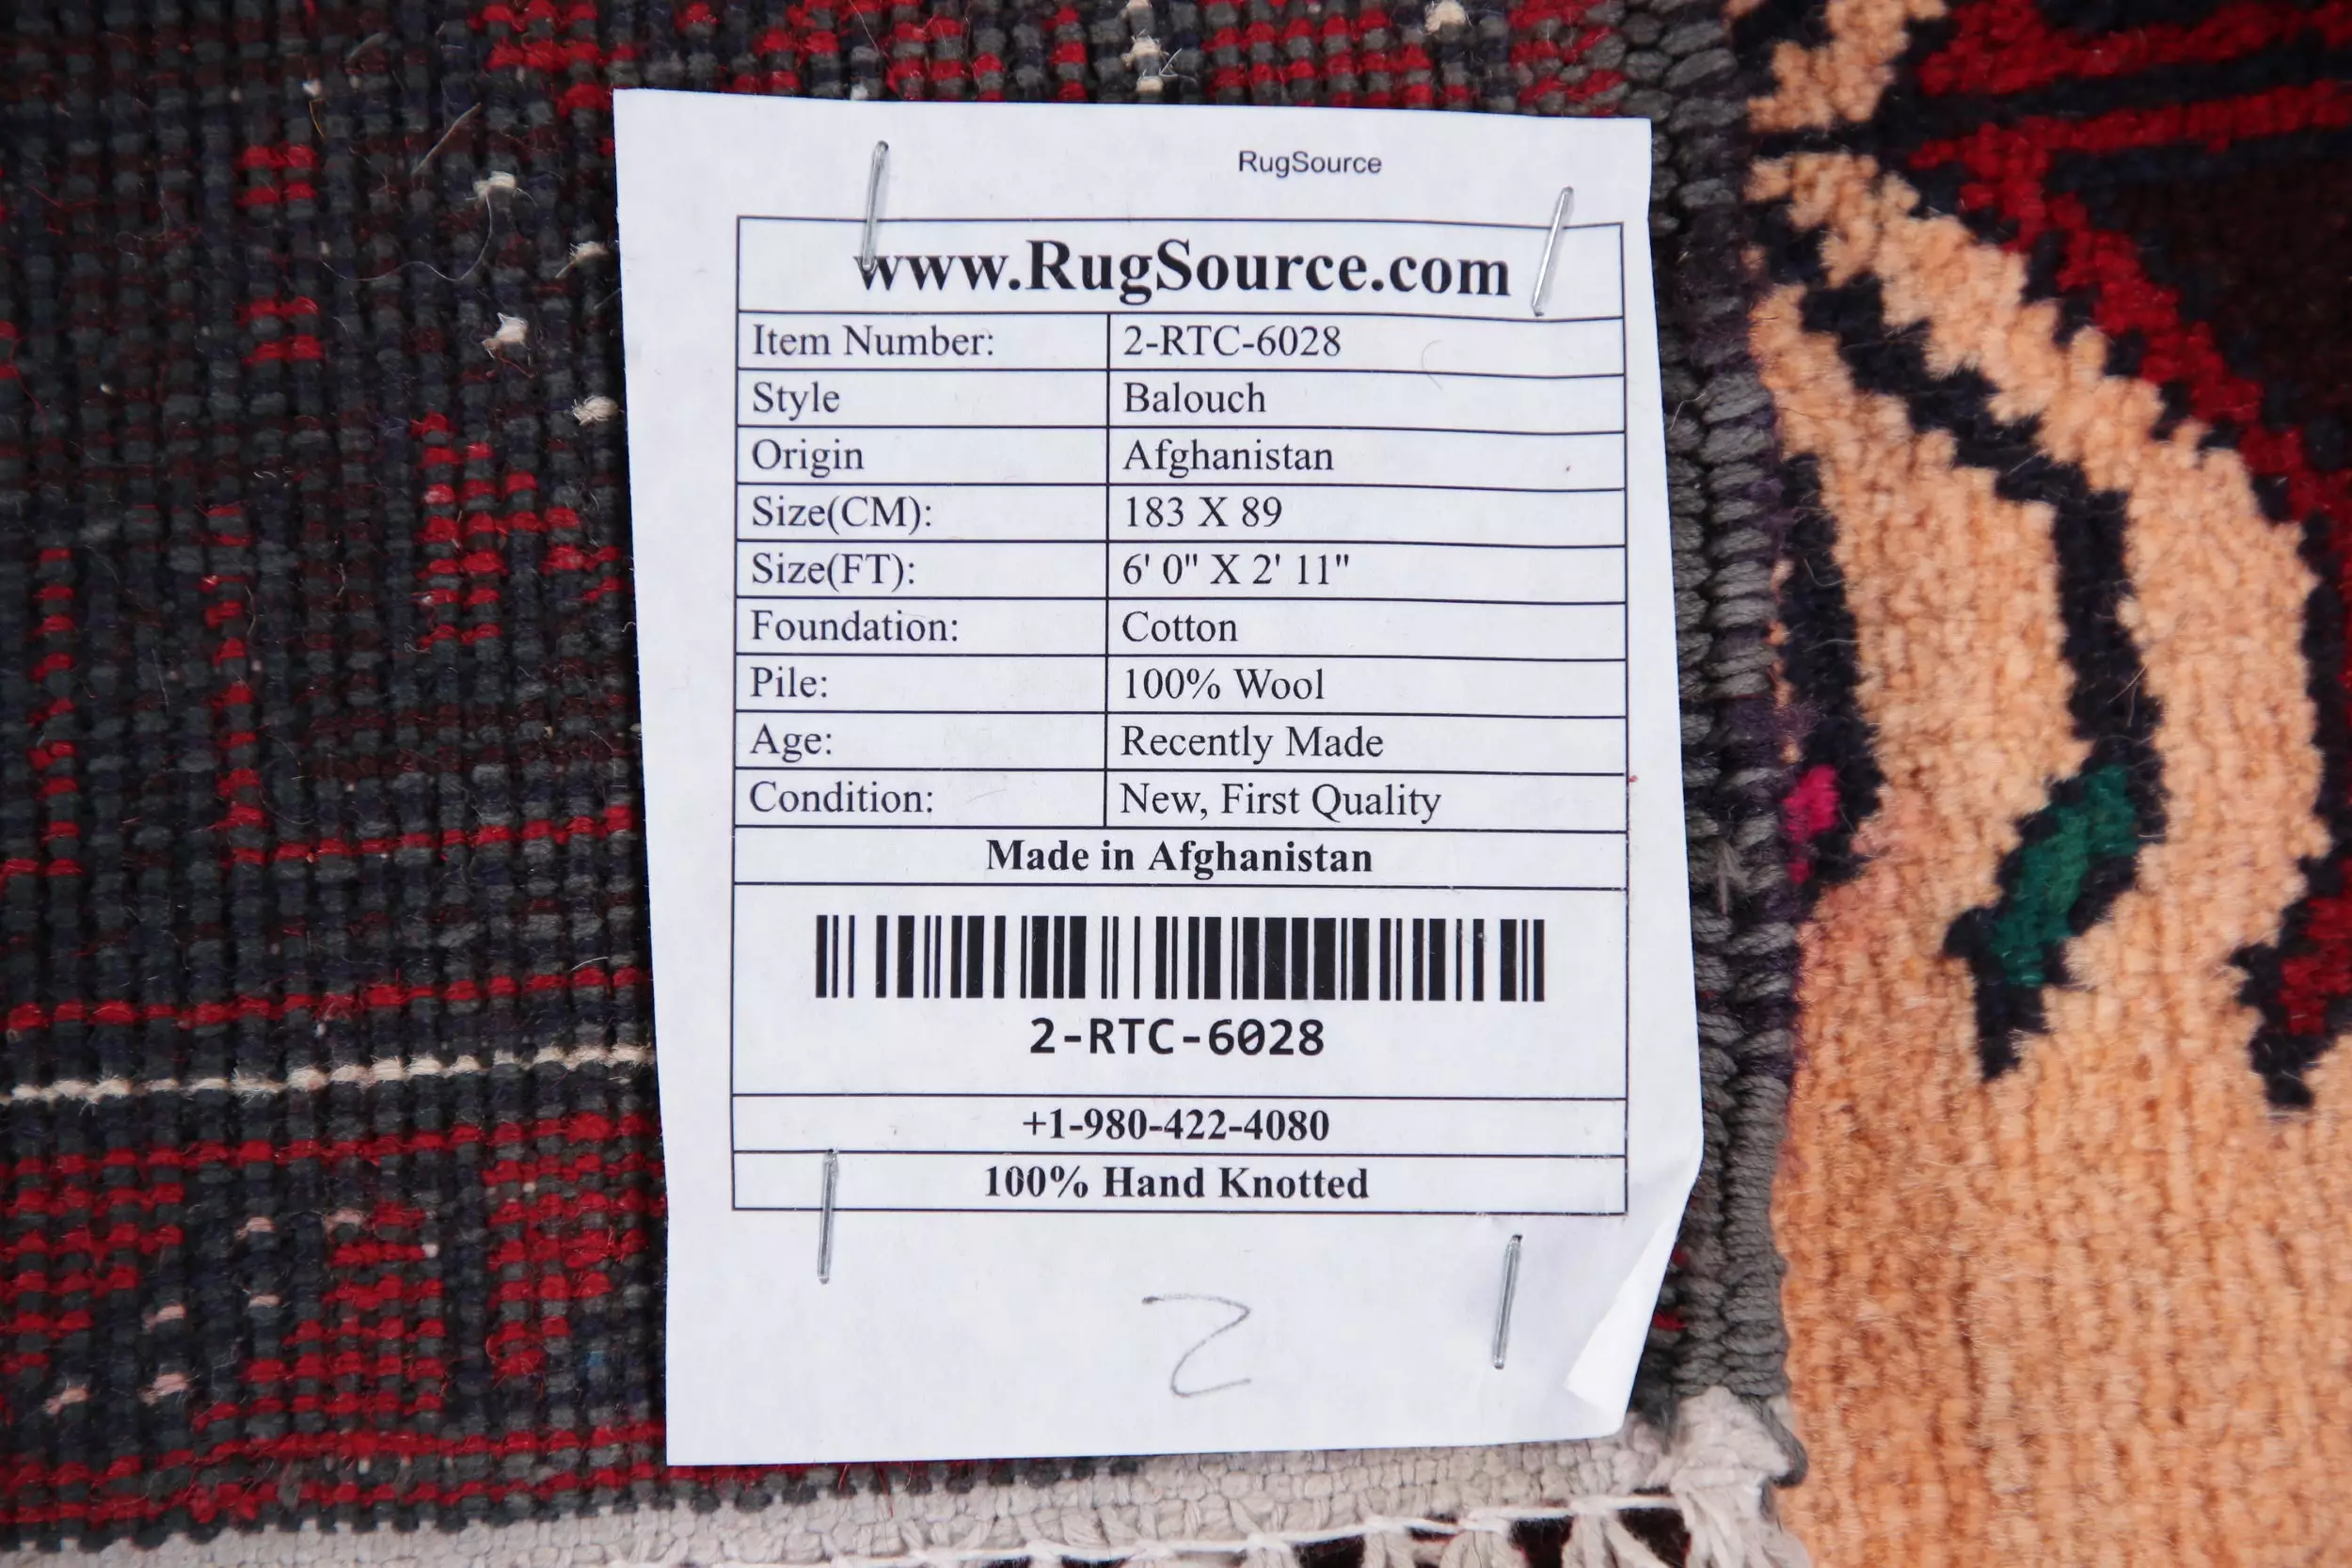 RugSource
www.RugSource.com
Item Number: 2-RTC-6028
Style Balouch
Origin Afghanistan
Size(CM): 183 X 89
Size(FT): 6' 0" X 2' 11"
Foundation: Cotton
Pile: 100% Wool
Age: Recently Made
Condition: New, First Quality
Made in Afghanistan
2-RTC-6028
+1-980-422-4080
100% Hand Knotted
2